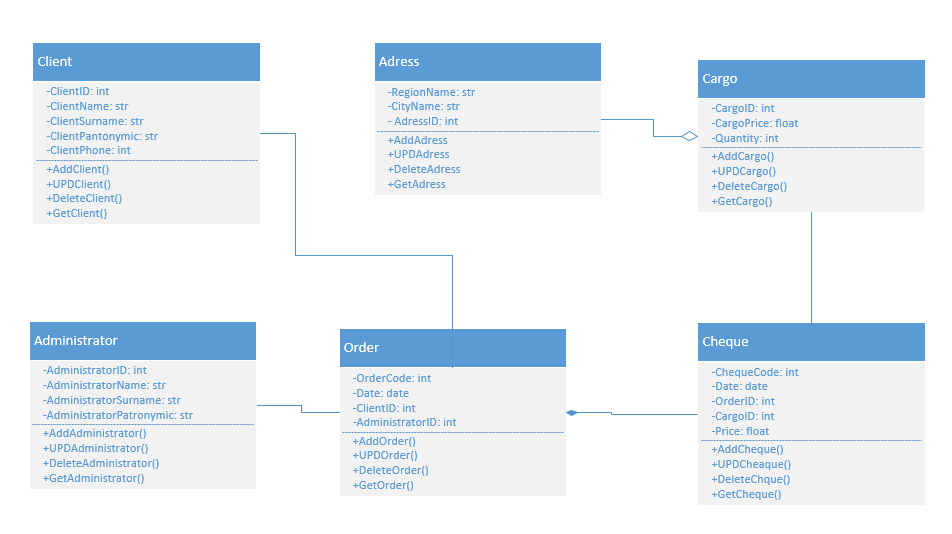 Client
-ClientID: int
-ClientName: str
-ClientSurname: str
-ClientPantonymic: str
-ClientPhone: int
+AddClient()
+UPDClient()
+DeleteClient()
+GetClient()
Adress
-RegionName: str
-CityName: str
- AdressID: int
+AddAdress
+UPDAdress
+DeleteAdress
+GetAdress
Cargo
-CargoID: int
-CargoPrice: float
-Quantity: int
+AddCargo()
+UPDCargo()
+DeleteCargo()
+GetCargo()
Administrator
-AdministratorID: int
-AdministratorName: str
-AdministratorSurname: str
-AdministratorPatronymic: str
+AddAdministrator()
+UPDAdministrator()
+DeleteAdministrator()
+GetAdministrator()
Order
-OrderCode: int
-Date: date
-ClientID: int
-AdministratorID: int
+AddOrder()
+UPDOrder()
+DeleteOrder()
+GetOrder()
Cheque
-ChequeCode: int
-Date: date
-OrderID: int
-CargoID: int
-Price: float
+AddCheque()
+UPDCheaque()
+DeleteChque()
+GetCheque()